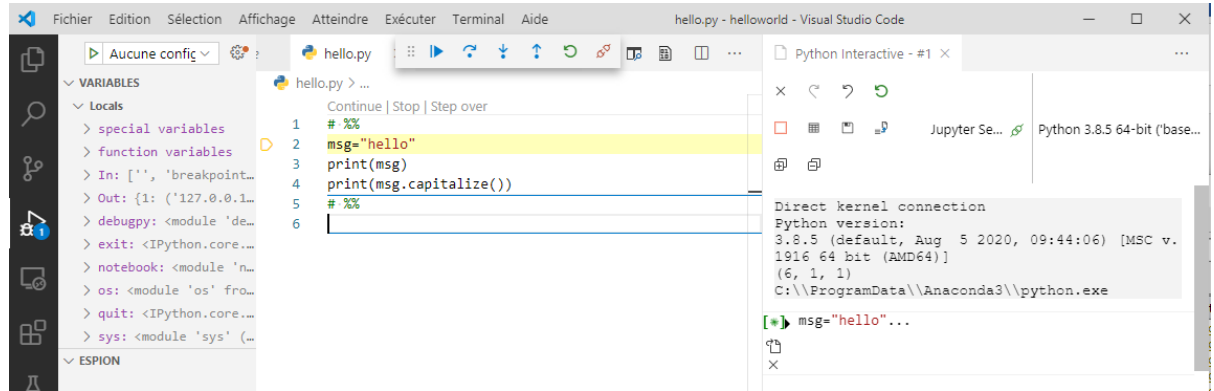 Fichier Edition Sélection Affichage Atteindre Exécuter Terminal Aide hello.py - helloworld - Visual Studio Code
Aucune config
hello.py
VARIABLES
Locals
> special variables
> function variables
> In: ['', 'breakpoint...
> Out: {1: ('127.0.0.1...
> debugpy: <module 'de...
> exit: <IPython.core....
> notebook: <module 'n...
> os: <module 'os' fro...
> quit: <IPython.core....
> sys: <module 'sys' (...
ESPION
1
hello.py > ...
Continue | Stop | Step over
1 # %%
2 msg="hello"
3 print(msg)
4 print(msg.capitalize())
5 # %%
6
Python Interactive - #1
Jupyter Se... Python 3.8.5 64-bit ('base...
Direct kernel connection
Python version:
3.8.5 (default, Aug  5 2020, 09:44:06) [MSC v.
1916 64 bit (AMD64)]
(6, 1, 1)
C:\\ProgramData\\Anaconda3\\python.exe
[*] msg="hello"...